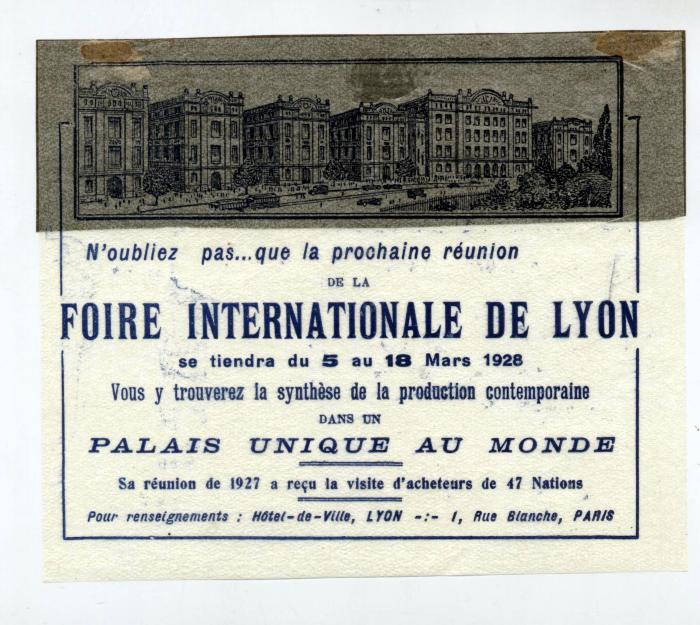 N'oubliez pas...que la prochaine réunion
DE LA
FOIRE INTERNATIONALE DE LYON
se tiendra du 5 au 18 Mars 1928
Vous y trouverez la synthèse de la production contemporaine
DANS UN
PALAIS UNIQUE AU MONDE
Sa réunion de 1927 a reçu la visite d'acheteurs de 47 Nations
Pour renseignements : Hôtel-de-Ville, LYON -:- 1, Rue Blanche, PARIS